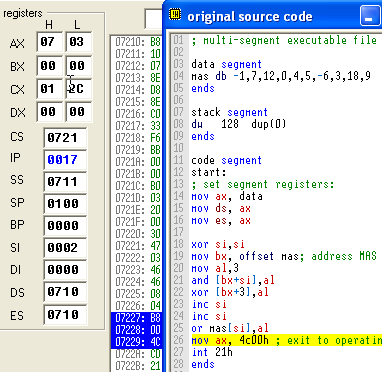 registers
H L
AX 07 03
BX 00 00
CX 01 2C
DX 00 00
CS 0721
IP 0017
SS 0711
SP 0100
BP 0000
SI 0002
DI 0000
DS 0710
ES 0710
07210: B8
07211: 10
07212: 07
07213: 8E
07214: D8
07215: 8E
07216: C0
07217: 33
07218: F6
07219: BB
0721A: 00
0721B: 00
0721C: B0
0721D: 03
0721E: 20
0721F: 00
07220: 30
07221: 47
07222: 03
07223: 46
07224: 46
07225: 08
07226: 04
07227: B8
07228: 00
07229: 4C
0722A: CD
0722B: 21
original source code
01 ; multi-segment executable file
02
03 data segment
04 mas db -1,7,12,0,4,5,-6,3,18,9
05 ends
06
07 stack segment
08 dw 128 dup(0)
09 ends
10
11 code segment
12 start:
13 ; set segment registers:
14 mov ax, data
15 mov ds, ax
16 mov es, ax
17
18 xor si,si
19 mov bx, offset mas; address MAS
20 mov al,3
21 and [bx+si],al
22 xor [bx+3],al
23 inc si
24 inc si
25 or mas[si],al
26 mov ax, 4c00h ; exit to operatin
27 int 21h
28 ends